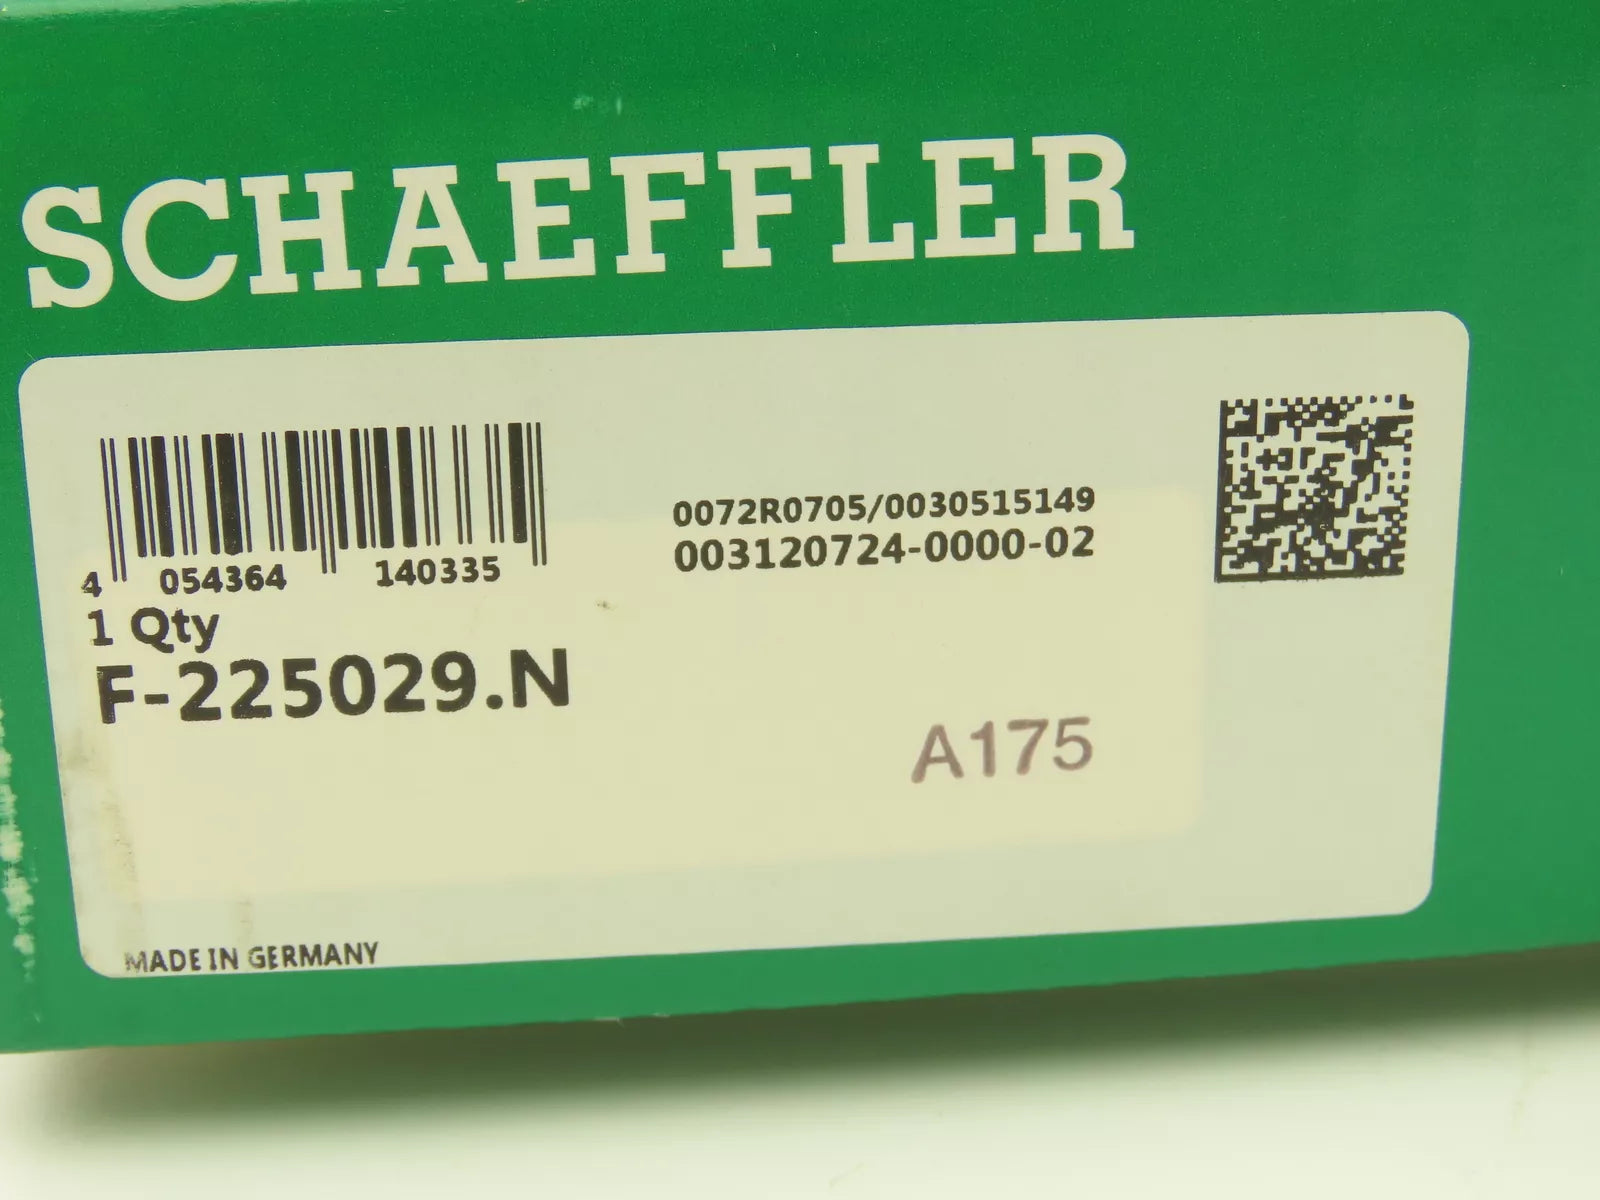 SCHAEFFLER
4 054364 140335
0072R0705/0030515149
003120724-0000-02
1 Qty
F-225029.N
A175
MADE IN GERMANY